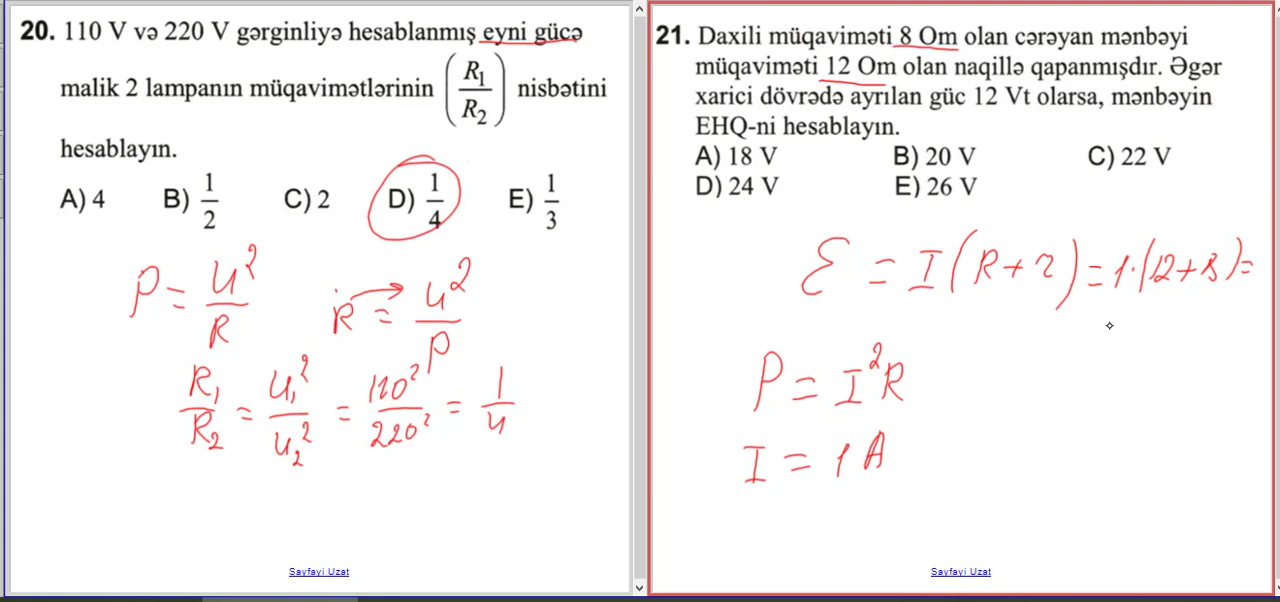 20. 110 V və 220 V gərginliyə hesablanmış eyni gücə
malik 2 lampanın müqavimətlərinin (R₁/R₂) nisbətini
hesablayın.
A) 4 B) 1/2 C) 2 D) 1/4 E) 1/3
P = U²/R R = U²/P
R₁/R₂ = U₁²/U₂² = 110²/220² = 1/4
Sayfayi Uzat
21. Daxili müqaviməti 8 Om olan cərəyan mənbəyi
müqaviməti 12 Om olan naqillə qapanmışdır. Əgər
xarici dövrədə ayrılan güc 12 Vt olarsa, mənbəyin
EHQ-ni hesablayın.
A) 18 V B) 20 V C) 22 V
D) 24 V E) 26 V
Ɛ = I(R+r) = 1·(12+8) =
P = I²R
I = 1 A
Sayfayi Uzat